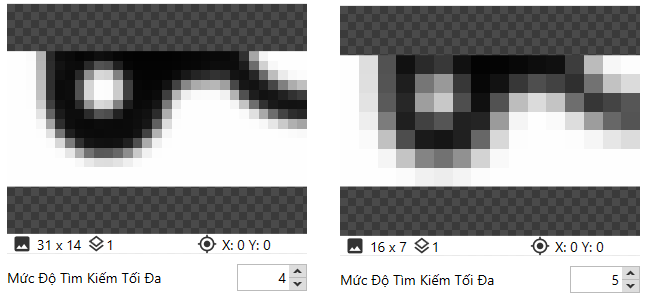 31 x 14 1 X: 0 Y: 0
Mức Độ Tìm Kiếm Tối Đa 4
16 x 7 1 X: 0 Y: 0
Mức Độ Tìm Kiếm Tối Đa 5